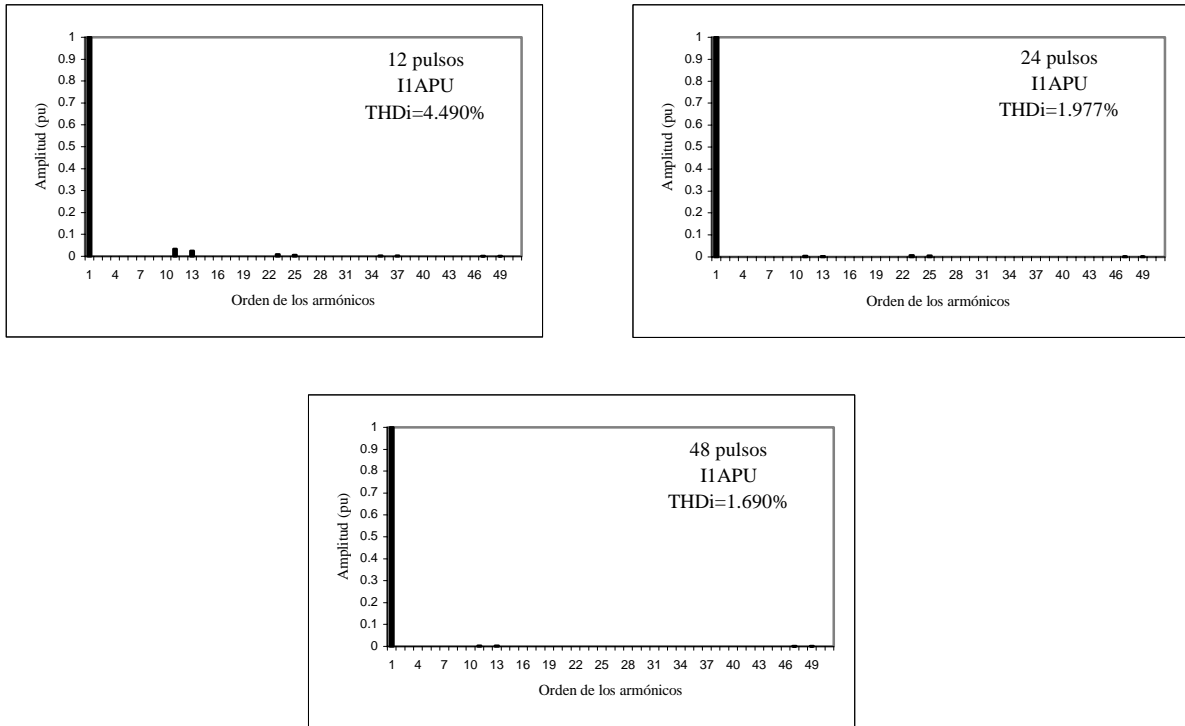 12 pulsos
I1APU
THDi=4.490%
Amplitud (pu)
1
0.9
0.8
0.7
0.6
0.5
0.4
0.3
0.2
0.1
0
1 4 7 10 13 16 19 22 25 28 31 34 37 40 43 46 49
Orden de los armónicos
24 pulsos
I1APU
THDi=1.977%
Amplitud (pu)
1
0.9
0.8
0.7
0.6
0.5
0.4
0.3
0.2
0.1
0
1 4 7 10 13 16 19 22 25 28 31 34 37 40 43 46 49
Orden de los armónicos
48 pulsos
I1APU
THDi=1.690%
Amplitud (pu)
1
0.9
0.8
0.7
0.6
0.5
0.4
0.3
0.2
0.1
0
1 4 7 10 13 16 19 22 25 28 31 34 37 40 43 46 49
Orden de los armónicos